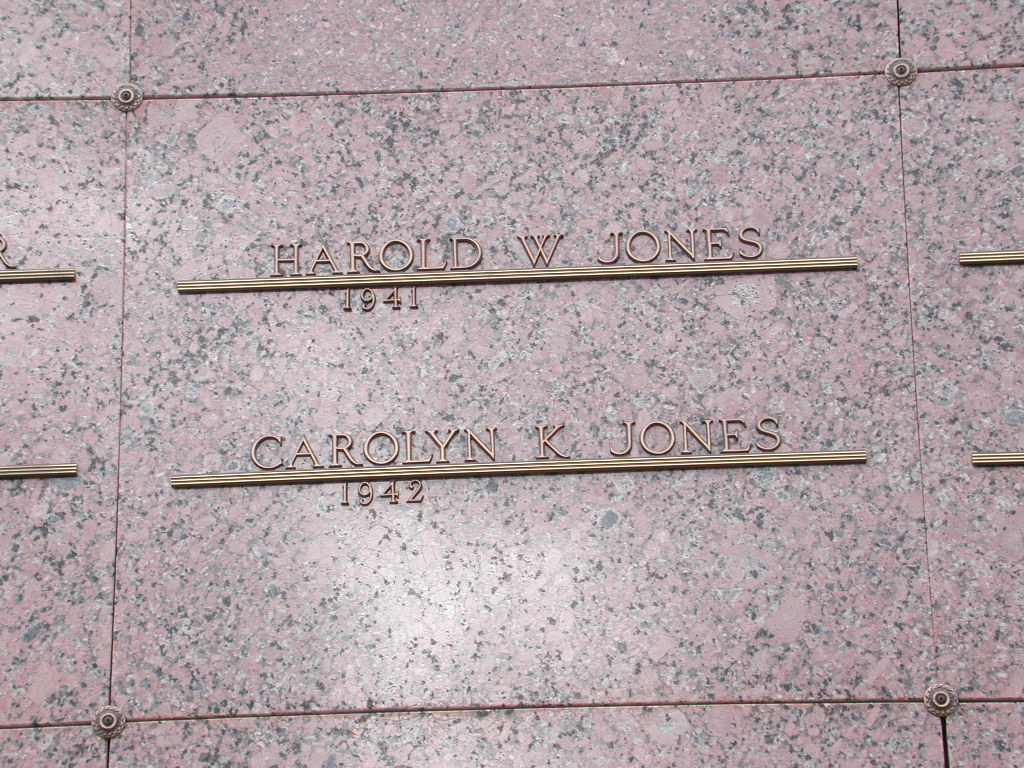 HAROLD W JONES
1941
CAROLYN K JONES
1942